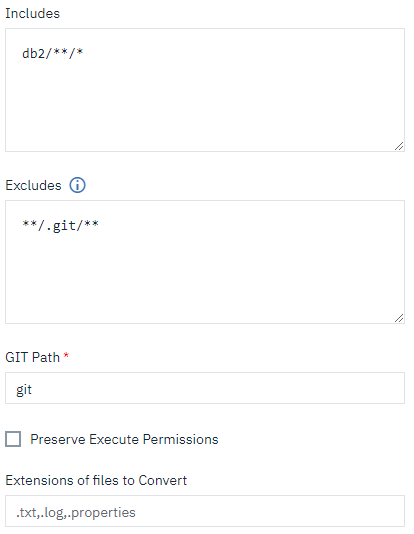 Includes
db2/**/*
Excludes
**/.git/**
GIT Path *
git
Preserve Execute Permissions
Extensions of files to Convert
.txt,.log,.properties